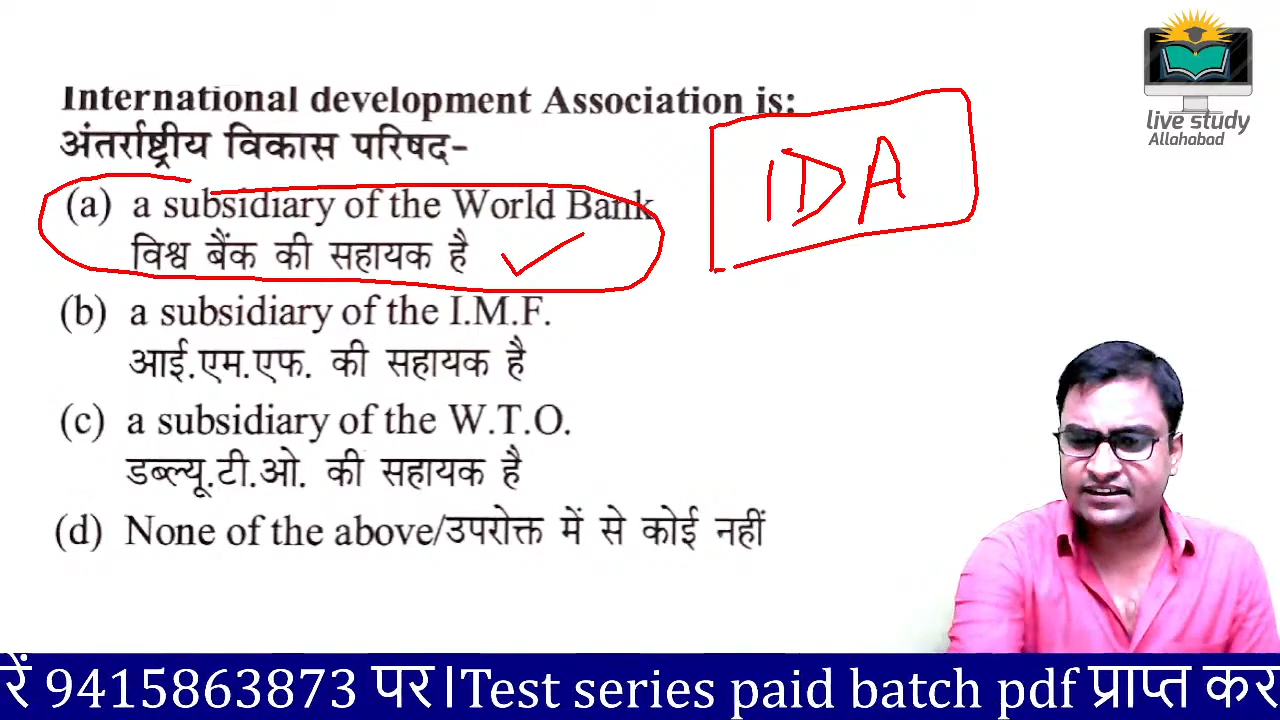 International development Association is:
अंतर्राष्ट्रीय विकास परिषद-
(a) a subsidiary of the World Bank
विश्व बैंक की सहायक है
(b) a subsidiary of the I.M.F.
आई.एम.एफ. की सहायक है
(c) a subsidiary of the W.T.O.
डब्ल्यू.टी.ओ. की सहायक है
(d) None of the above/उपरोक्त में से कोई नहीं
IDA
live study
Allahabad
रें 9415863873 पर।Test series paid batch pdf प्राप्त कर